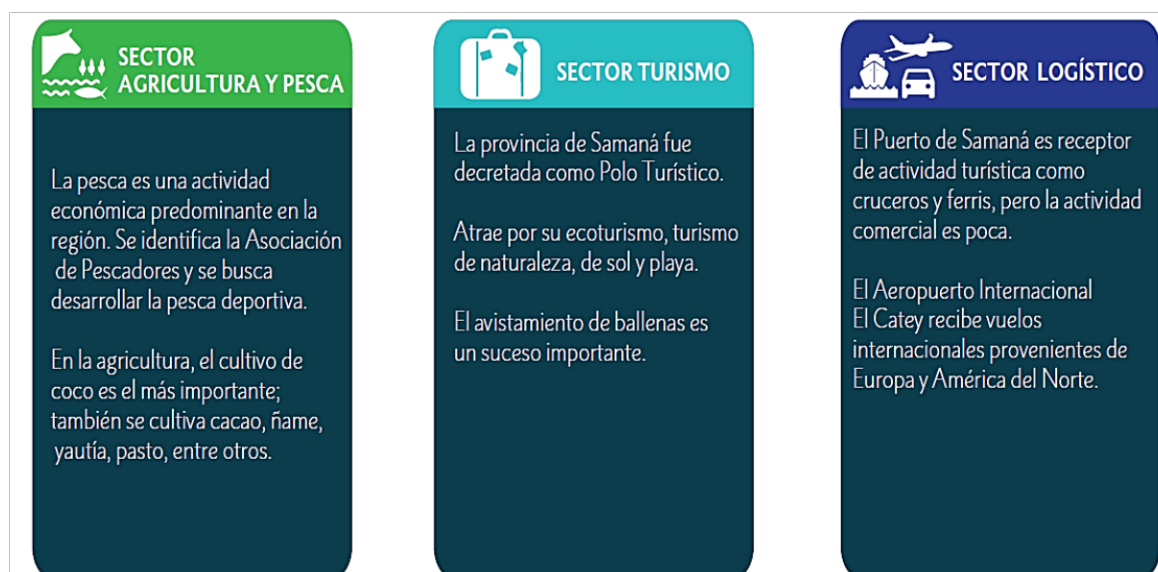 SECTOR
AGRICULTURA Y PESCA
La pesca es una actividad
económica predominante en la
región. Se identifica la Asociación
de Pescadores y se busca
desarrollar la pesca deportiva.
En la agricultura, el cultivo de
coco es el más importante;
también se cultiva cacao, ñame,
yautía, pasto, entre otros.
SECTOR TURISMO
La provincia de Samaná fue
decretada como Polo Turístico.
Atrae por su ecoturismo, turismo
de naturaleza, de sol y playa.
El avistamiento de ballenas es
un suceso importante.
SECTOR LOGÍSTICO
El Puerto de Samaná es receptor
de actividad turística como
cruceros y ferris, pero la actividad
comercial es poca.
El Aeropuerto Internacional
El Catey recibe vuelos
internacionales provenientes de
Europa y América del Norte.